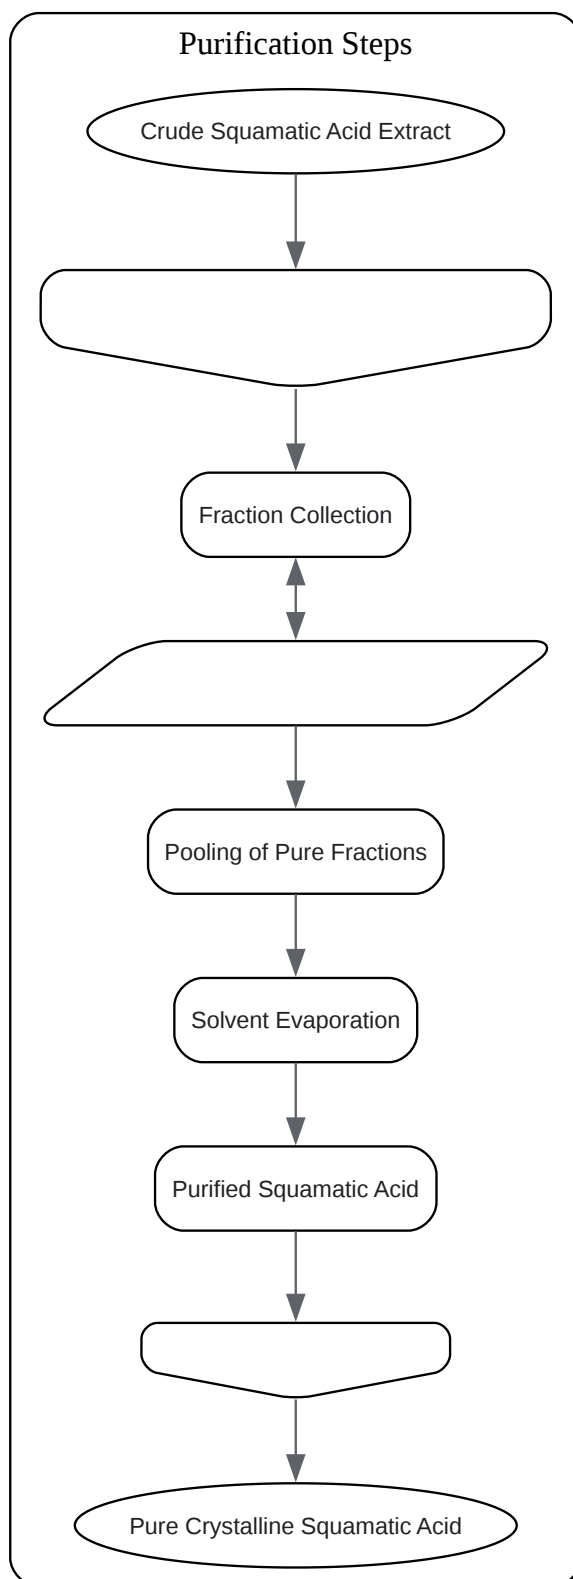 Purification Steps
Crude Squamatic Acid Extract
Fraction Collection
Pooling of Pure Fractions
Solvent Evaporation
Purified Squamatic Acid
Pure Crystalline Squamatic Acid